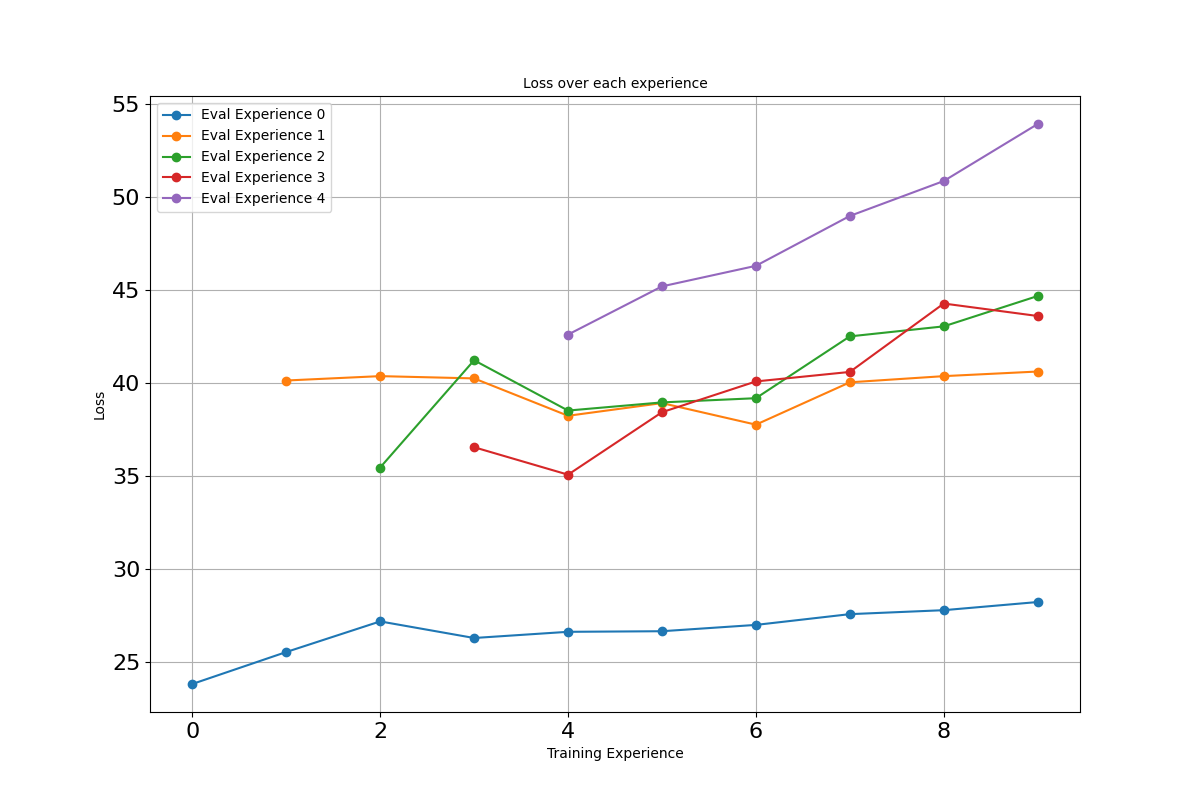 Loss over each experience
55
50
45
40
35
30
25
Loss
Eval Experience 0
Eval Experience 1
Eval Experience 2
Eval Experience 3
Eval Experience 4
0 2 4 6 8
Training Experience